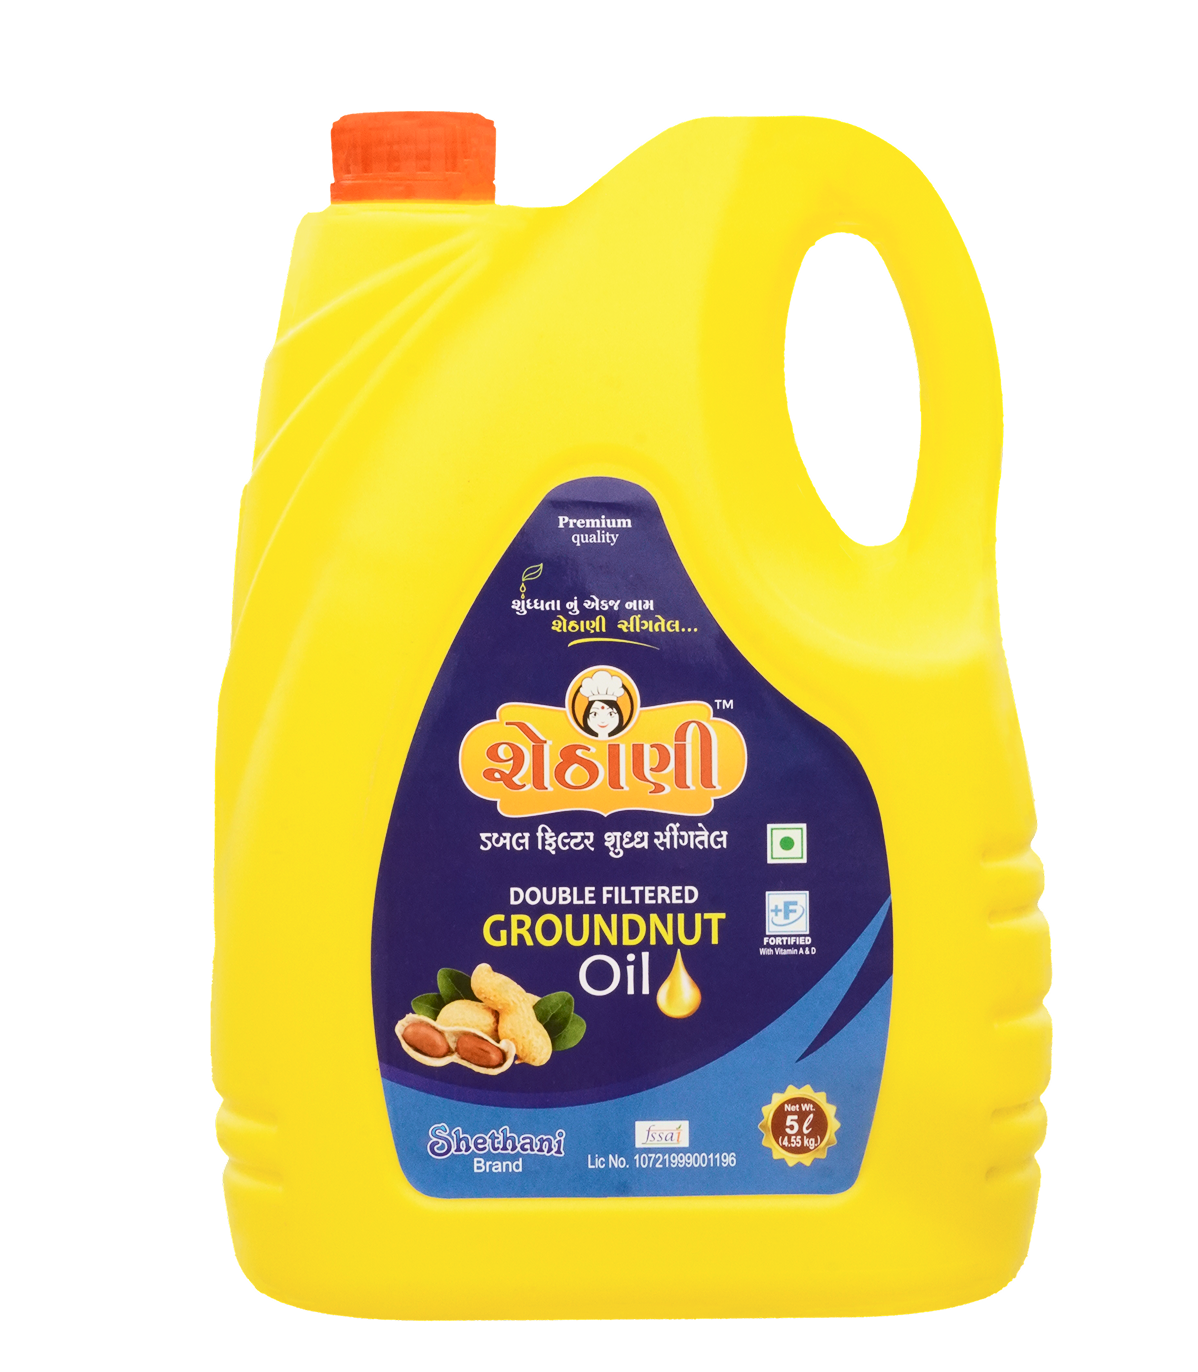 Premium
quality
શુધ્ધતા નું એકજ નામ
શેઠાણી સીંગતેલ...
TM
શેઠાણી
ડબલ ફિલ્ટર શુધ્ધ સીંગતેલ
DOUBLE FILTERED
GROUNDNUT
Oil
+F
FORTIFIED
With Vitamin A & D
Shethani
Brand
fssai
Lic No. 10721999001196
Net Wt.
5 ℓ
(4.55 kg.)